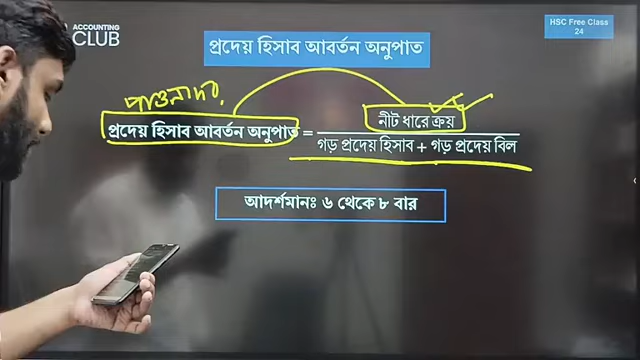 ACCOUNTING
CLUB
HSC Free Class
24
প্রদেয় হিসাব আবর্তন অনুপাত
পাওনাদার
প্রদেয় হিসাব আবর্তন অনুপাত = নীট ধারে ক্রয়
গড় প্রদেয় হিসাব + গড় প্রদেয় বিল
আদর্শমানঃ ৬ থেকে ৮ বার